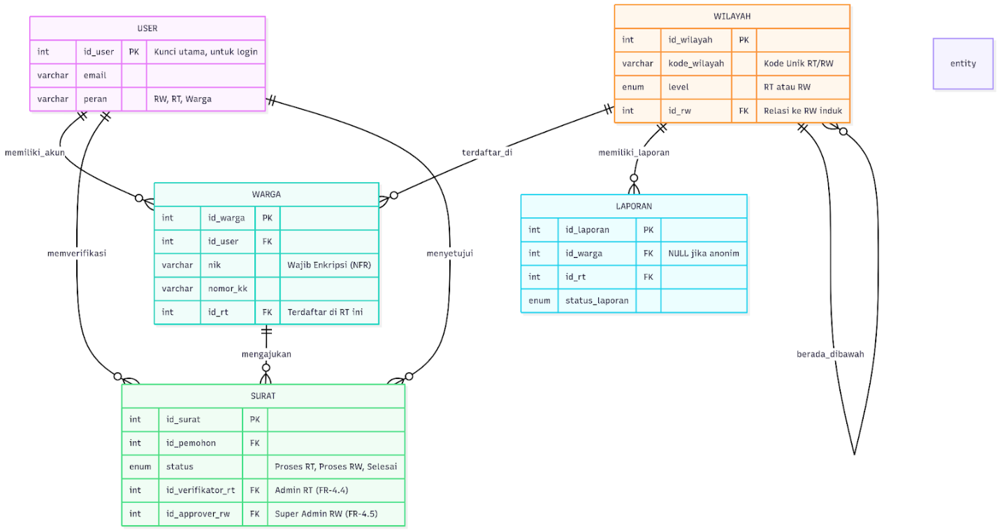 USER
int id_user PK Kunci utama, untuk login
varchar email
varchar peran RW, RT, Warga
WILAYAH
int id_wilayah PK
varchar kode_wilayah Kode Unik RT/RW
enum level RT atau RW
int id_rw FK Relasi ke RW induk
entity
memiliki_akun
terdaftar_di
memiliki_laporan
WARGA
int id_warga PK
int id_user FK
varchar nik Wajib Enkripsi (NFR)
varchar nomor_kk
int id_rt FK Terdaftar di RT ini
LAPORAN
int id_laporan PK
int id_warga FK NULL jika anonim
int id_rt FK
enum status_laporan
memverifikasi
menyetujui
mengajukan
berada_dibawah
SURAT
int id_surat PK
int id_pemohon FK
enum status Proses RT, Proses RW, Selesai
int id_verifikator_rt FK Admin RT (FR-4.4)
int id_approver_rw FK Super Admin RW (FR-4.5)